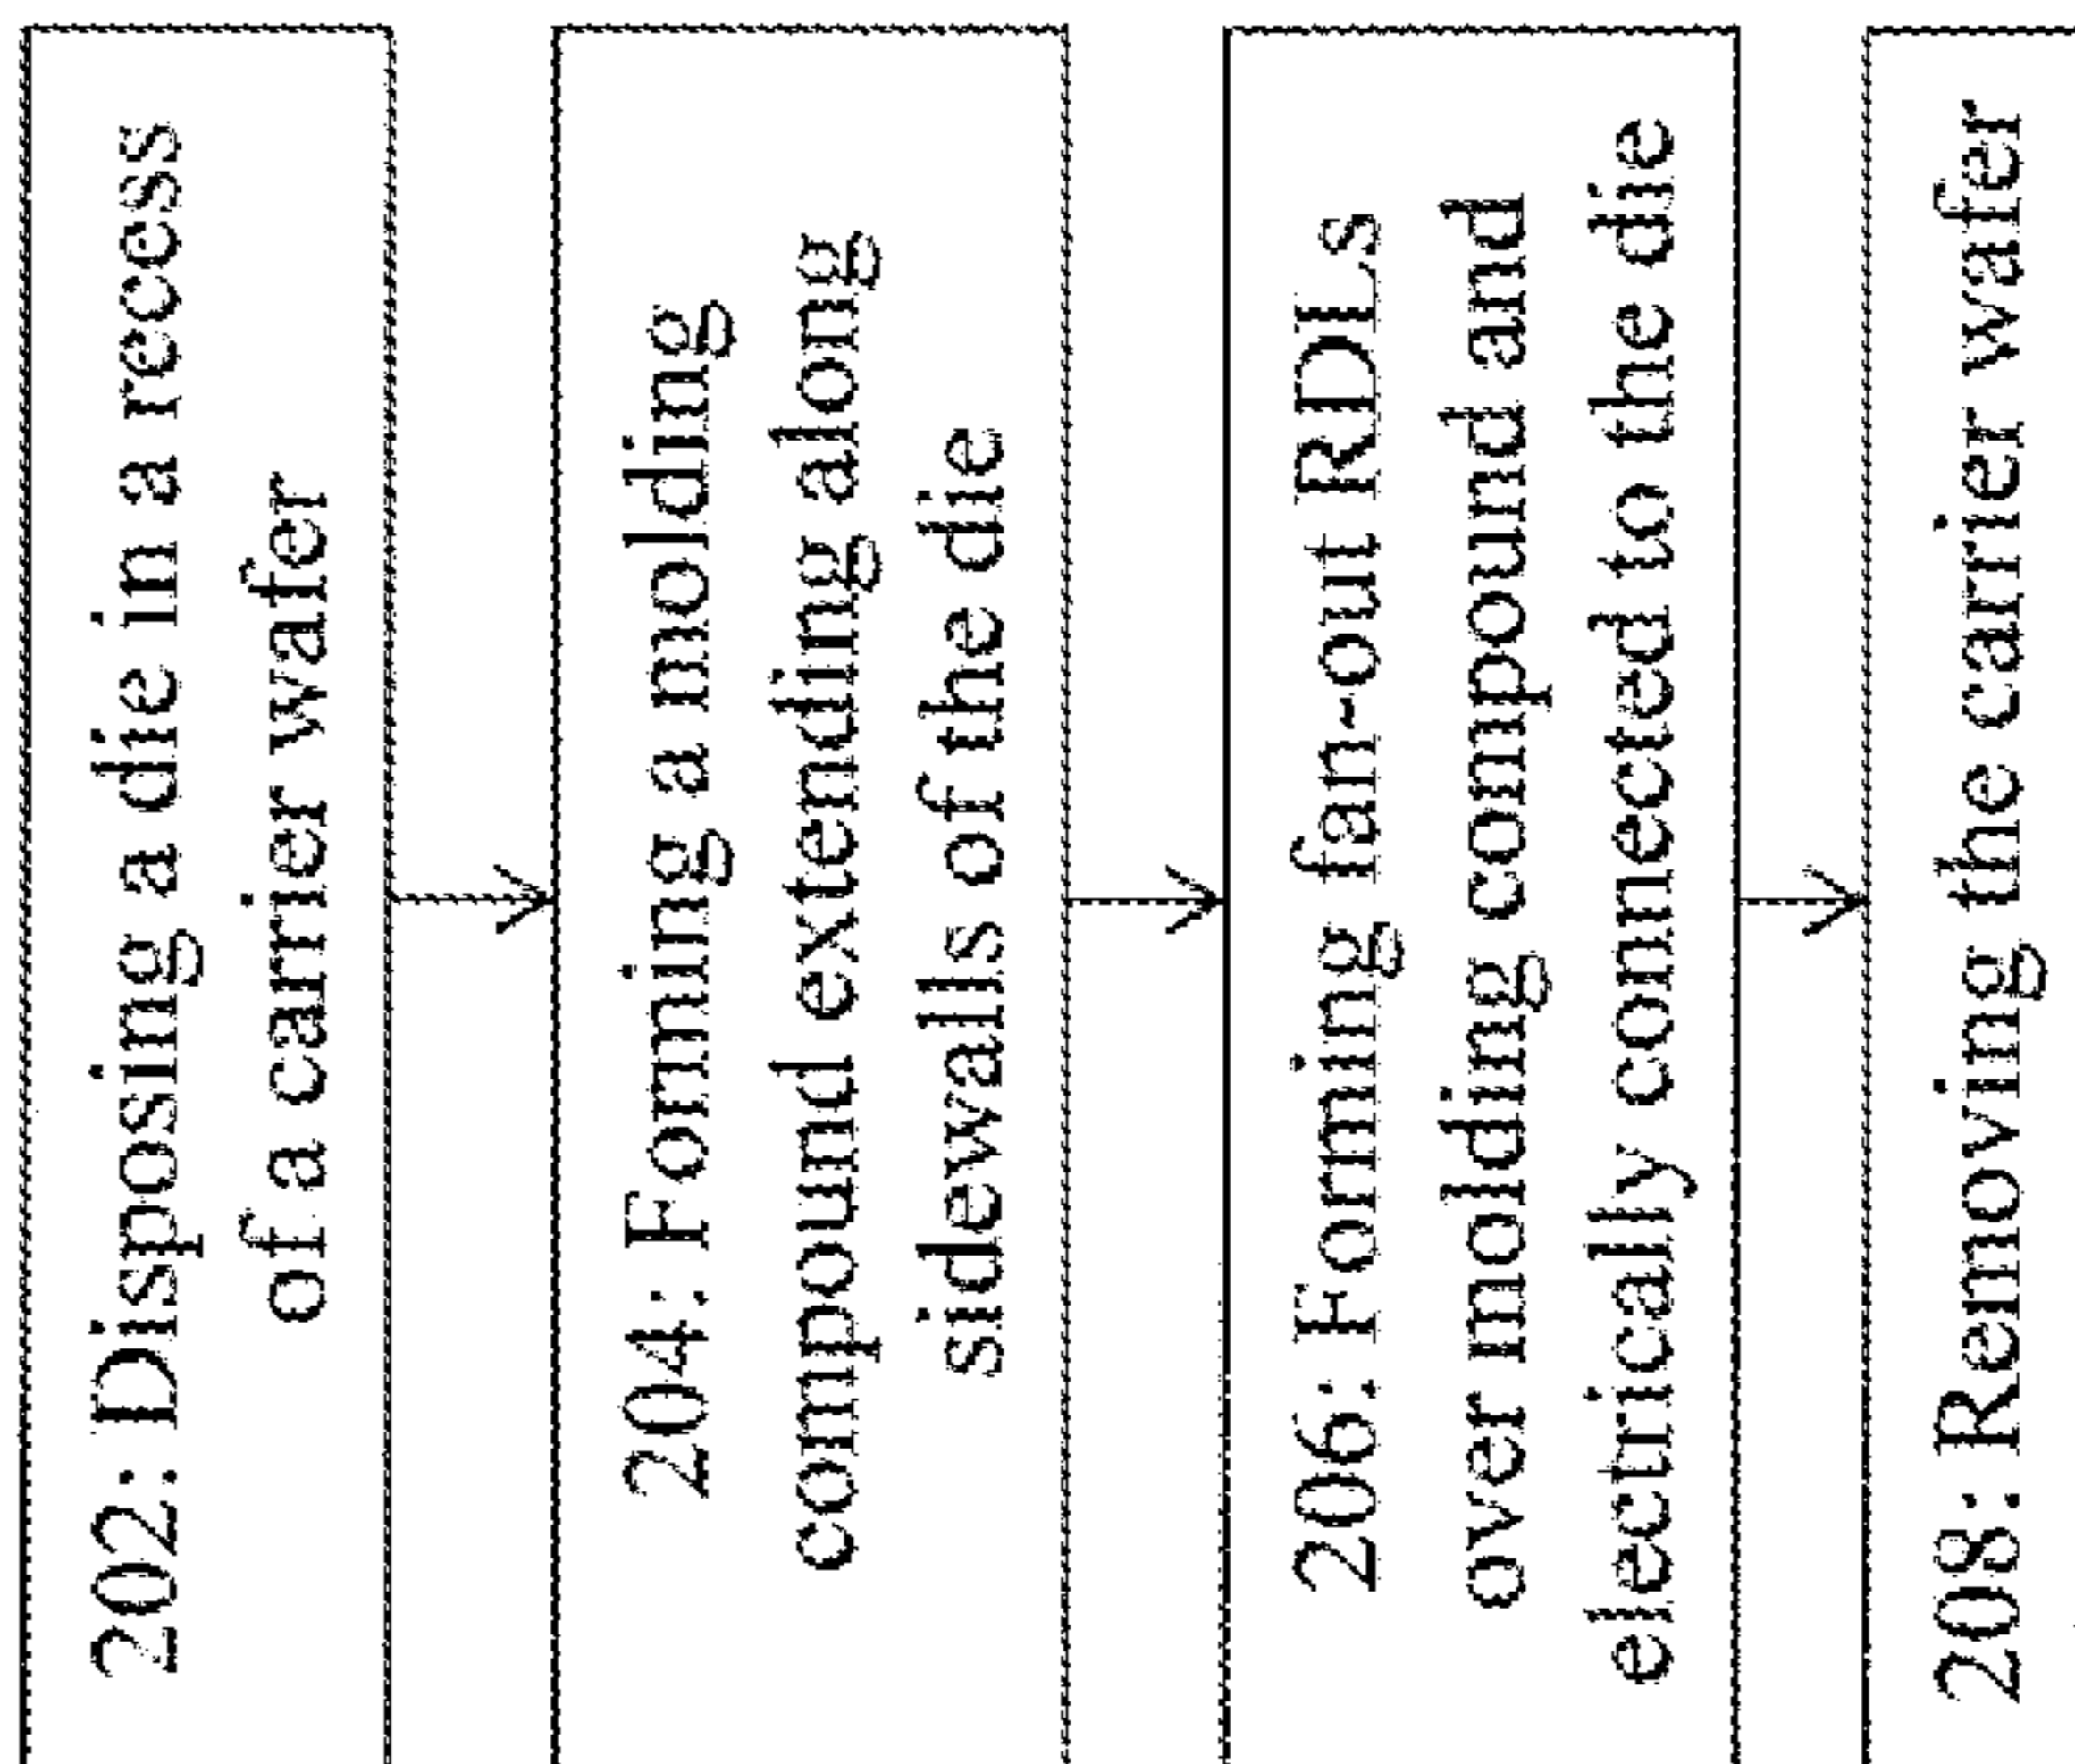 202: Disposing a die in a recess
of a carrier wafer
204: Foming a molding
compound extending along
sidewalls of the die
206: Forming fan-out RDLs
over molding compound and
electrically connected to the die
208: Removing the carrier wafer